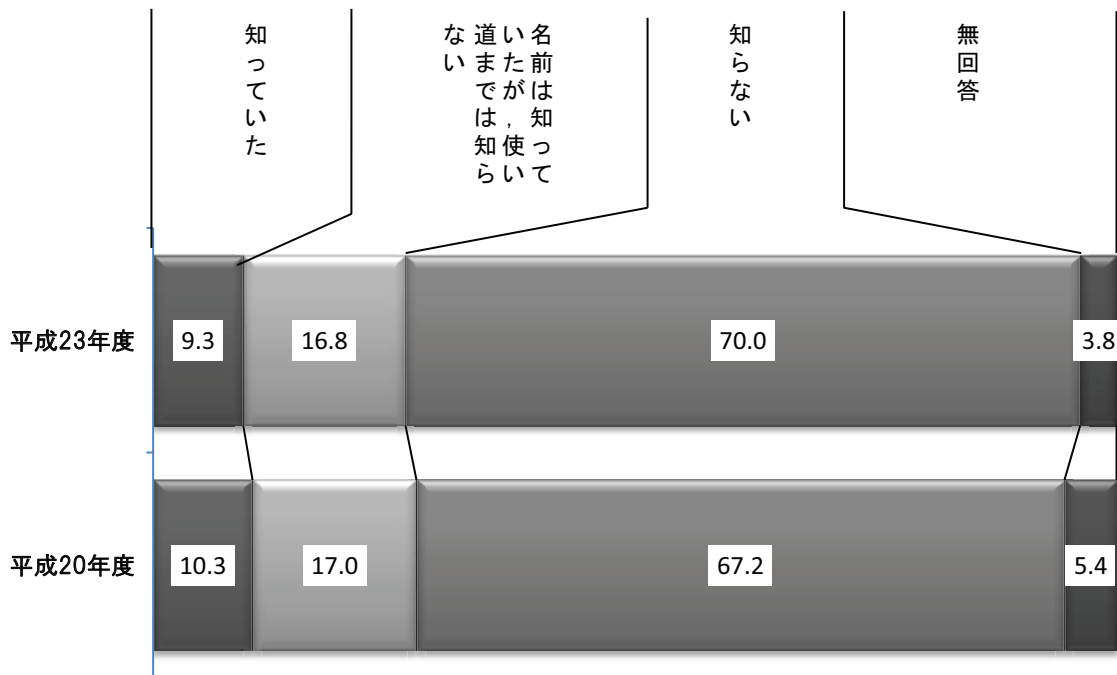 知っていた
名前は知って
いたが，使い
道までは知ら
ない
知らない
無回答
平成23年度
9.3
16.8
70.0
3.8
平成20年度
10.3
17.0
67.2
5.4